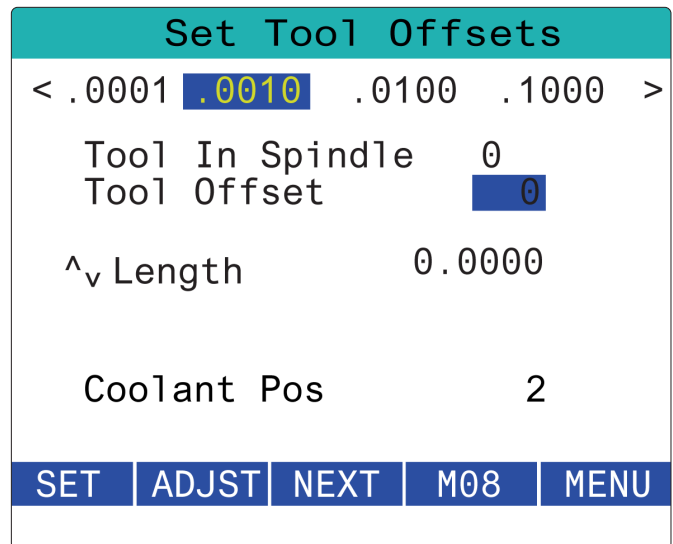 Set Tool Offsets
< .0001 .0010 .0100 .1000 >
Tool In Spindle 0
Tool Offset 0
^v Length 0.0000
Coolant Pos 2
SET ADJST NEXT M08 MENU